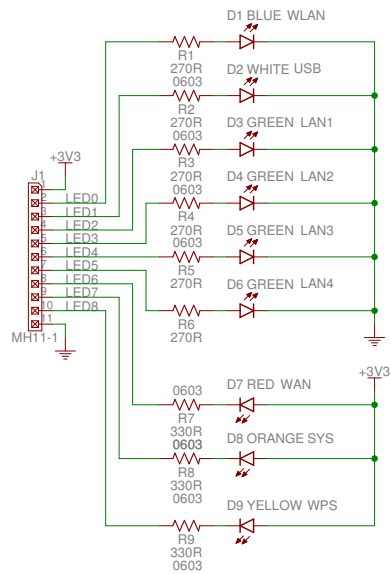 D1 BLUE WLAN
R1
270R
0603
D2 WHITE USB
R2
270R
0603
D3 GREEN LAN1
R3
270R
0603
D4 GREEN LAN2
R4
270R
0603
D5 GREEN LAN3
R5
270R
D6 GREEN LAN4
R6
270R
+3V3
J1
1
2 LED0
3 LED1
4 LED2
5 LED3
6 LED4
7 LED5
8 LED6
9 LED7
10 LED8
11
MH11-1
+3V3
0603
D7 RED WAN
R7
330R
0603
D8 ORANGE SYS
R8
330R
0603
D9 YELLOW WPS
R9
330R
0603